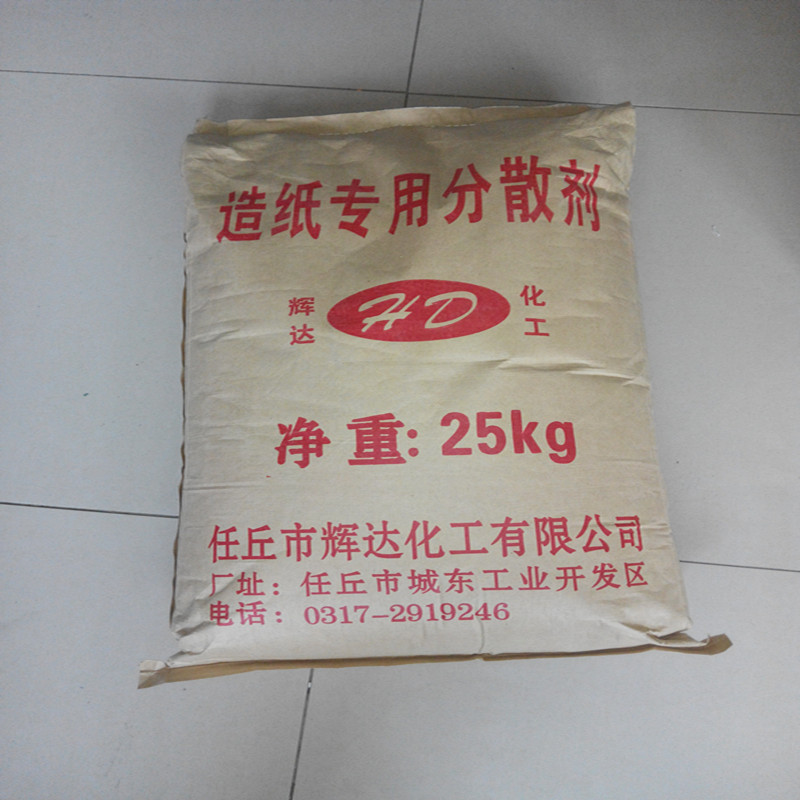 造纸专用分散剂
辉达 HD 化工
净重: 25kg
任丘市辉达化工有限公司
厂址: 任丘市城东工业开发区
电话: 0317-2919246